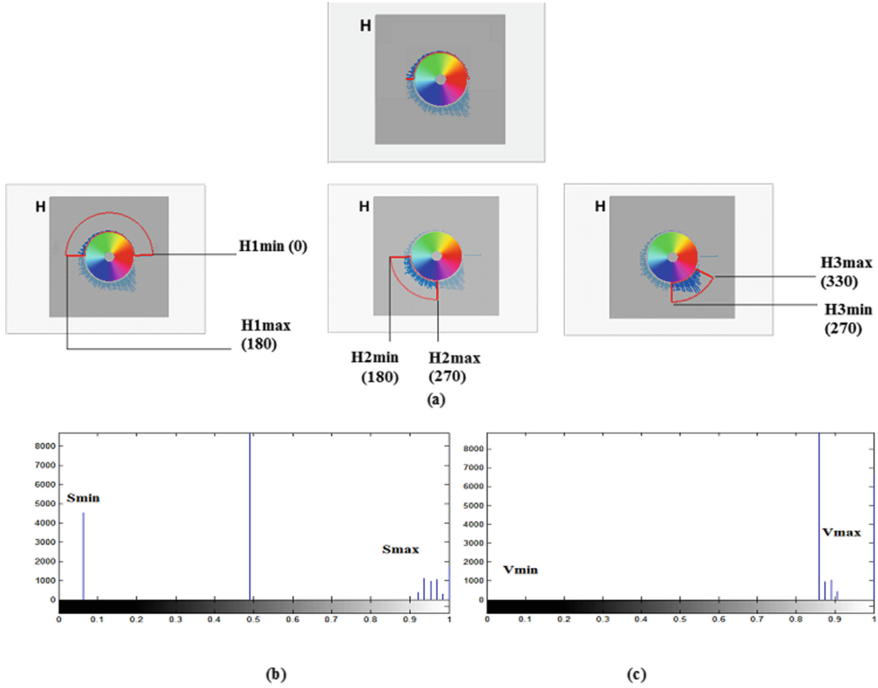 H
H
H
H
H1min (0)
H1max
(180)
H2min
(180)
H2max
(270)
H3max
(330)
H3min
(270)
(a)
8000
7000
6000
5000
4000
3000
2000
1000
0
Smin
Smax
0 0.1 0.2 0.3 0.4 0.5 0.6 0.7 0.8 0.9 1
8000
7000
6000
5000
4000
3000
2000
1000
0
Vmin
Vmax
0 0.1 0.2 0.3 0.4 0.5 0.6 0.7 0.8 0.9 1
(b)
(c)